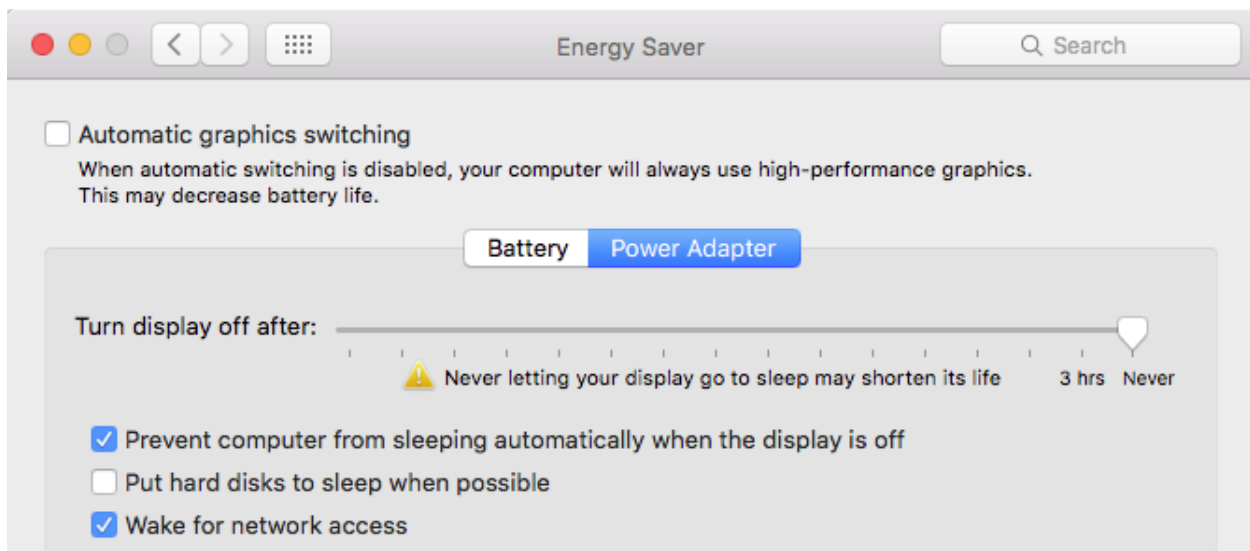 Energy Saver
Search
Automatic graphics switching
When automatic switching is disabled, your computer will always use high-performance graphics.
This may decrease battery life.
Battery
Power Adapter
Turn display off after:
Never letting your display go to sleep may shorten its life
3 hrs
Never
Prevent computer from sleeping automatically when the display is off
Put hard disks to sleep when possible
Wake for network access